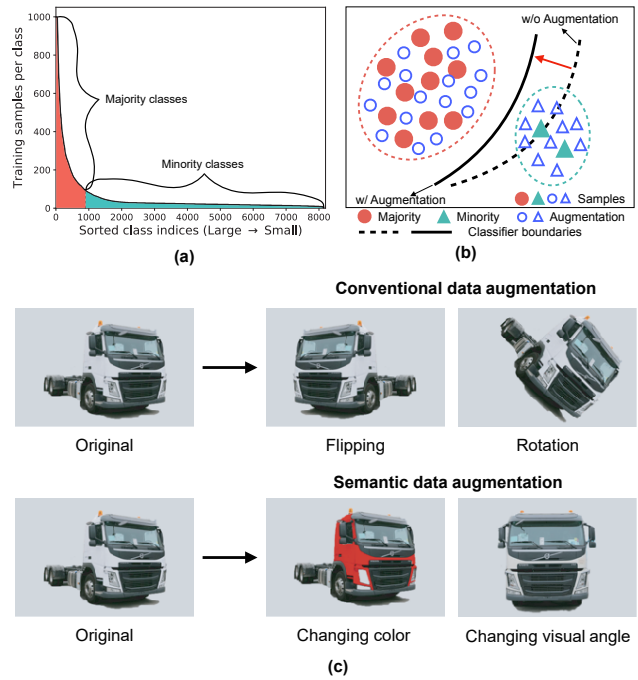 1000
800
600
400
200
0
Training samples per class
Majority classes
Minority classes
0 1000 2000 3000 4000 5000 6000 7000 8000
Sorted class indices (Large → Small)
(a)
w/o Augmentation
w/ Augmentation
Samples
Majority Minority Augmentation
Classifier boundaries
(b)
Conventional data augmentation
Original Flipping Rotation
Semantic data augmentation
Original Changing color Changing visual angle
(c)